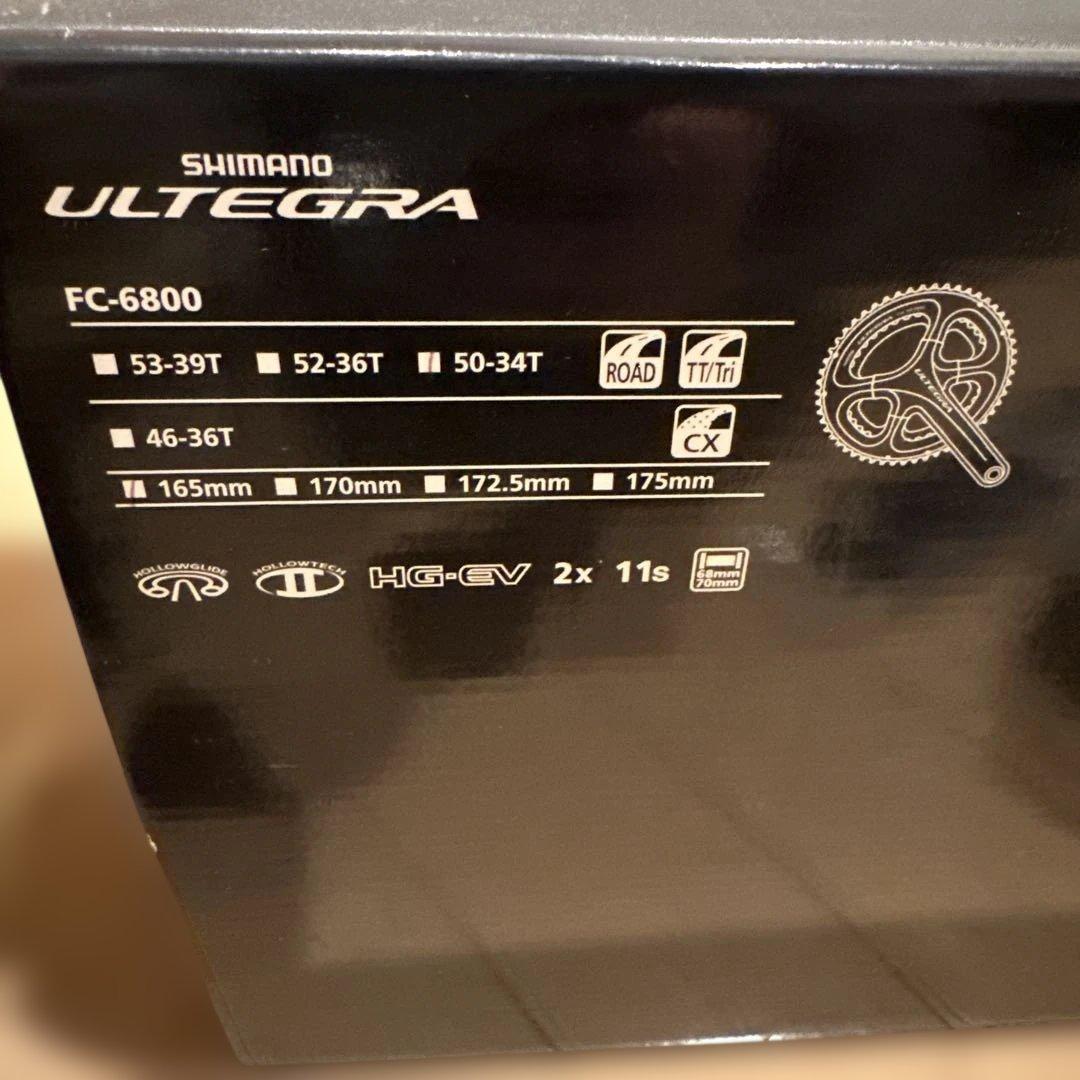 SHIMANO
ULTEGRA
FC-6800
53-39T 52-36T 50-34T ROAD TT/Tri
ULTEGRA
46-36T CX
165mm 170mm 172.5mm 175mm
HOLLOWGLIDE HOLLOWTECH II HG-EV 2x 11s 68mm
70mm